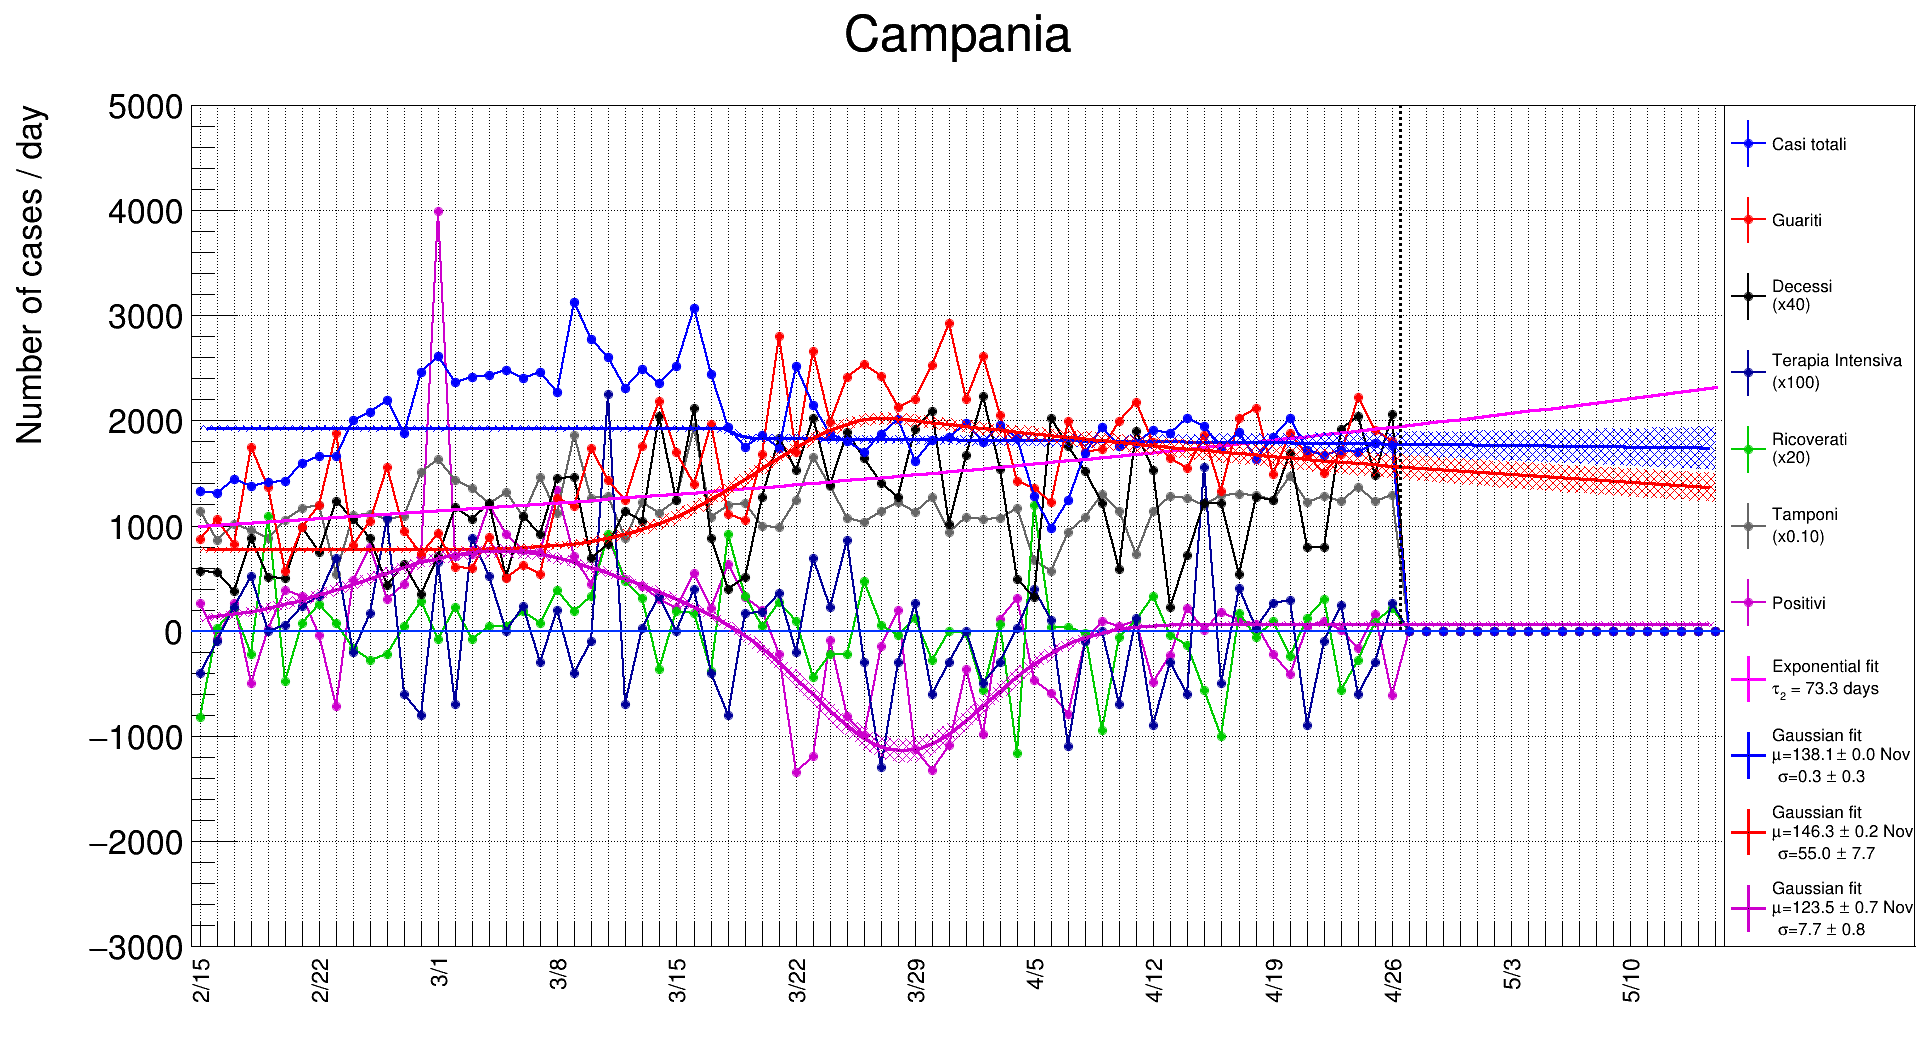 Campania
Number of cases / day
5000
4000
3000
2000
1000
0
−1000
−2000
−3000
2/15
2/22
3/1
3/8
3/15
3/22
3/29
4/5
4/12
4/19
4/26
5/3
5/10
Casi totali
Guariti
Decessi
(x40)
Terapia Intensiva
(x100)
Ricoverati
(x20)
Tamponi
(x0.10)
Positivi
Exponential fit
τ2 = 73.3 days
Gaussian fit
μ=138.1± 0.0 Nov
σ=0.3 ± 0.3
Gaussian fit
μ=146.3 ± 0.2 Nov
σ=55.0 ± 7.7
Gaussian fit
μ=123.5 ± 0.7 Nov
σ=7.7 ± 0.8